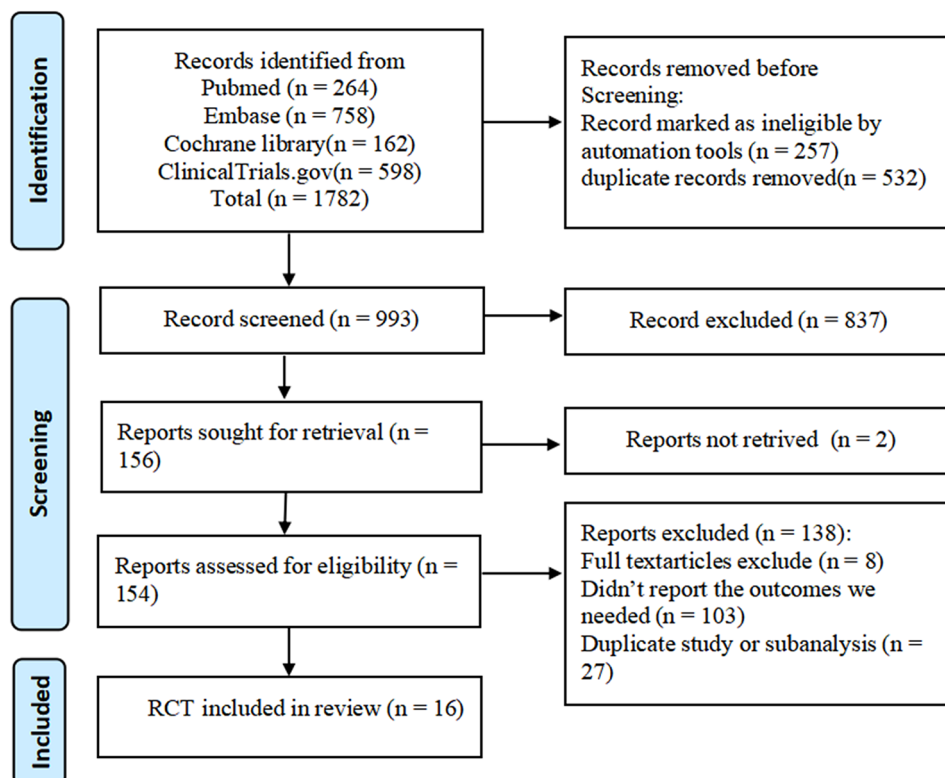 Identification
Records identified from
Pubmed (n = 264)
Embase (n = 758)
Cochrane library(n = 162)
ClinicalTrials.gov(n = 598)
Total (n = 1782)
Records removed before
Screening:
Record marked as ineligible by
automation tools (n = 257)
duplicate records removed(n = 532)
Screening
Record screened (n = 993)
Record excluded (n = 837)
Reports sought for retrieval (n =
156)
Reports not retrived (n = 2)
Reports assessed for eligibility (n =
154)
Reports excluded (n = 138):
Full textarticles exclude (n = 8)
Didn’t report the outcomes we
needed (n = 103)
Duplicate study or subanalysis (n =
27)
Included
RCT included in review (n = 16)